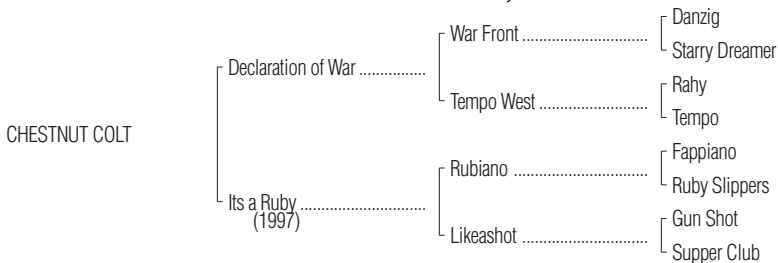 Danzig
War Front ................................
Starry Dreamer
Declaration of War ................
Rahy
Tempo West ............................
Tempo
CHESTNUT COLT
Fappiano
Rubiano ..................................
Ruby Slippers
Its a Ruby ..............................
(1997)
Gun Shot
Likeashot ................................
Supper Club